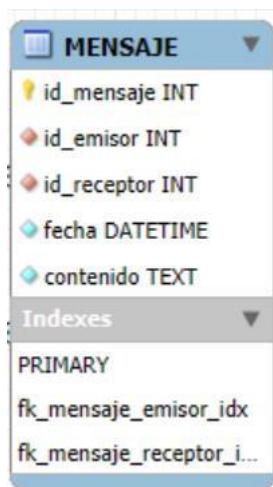 MENSAJE
id_mensaje INT
id_emisor INT
id_receptor INT
fecha DATETIME
contenido TEXT
Indexes
PRIMARY
fk_mensaje_emisor_idx
fk_mensaje_receptor_i...